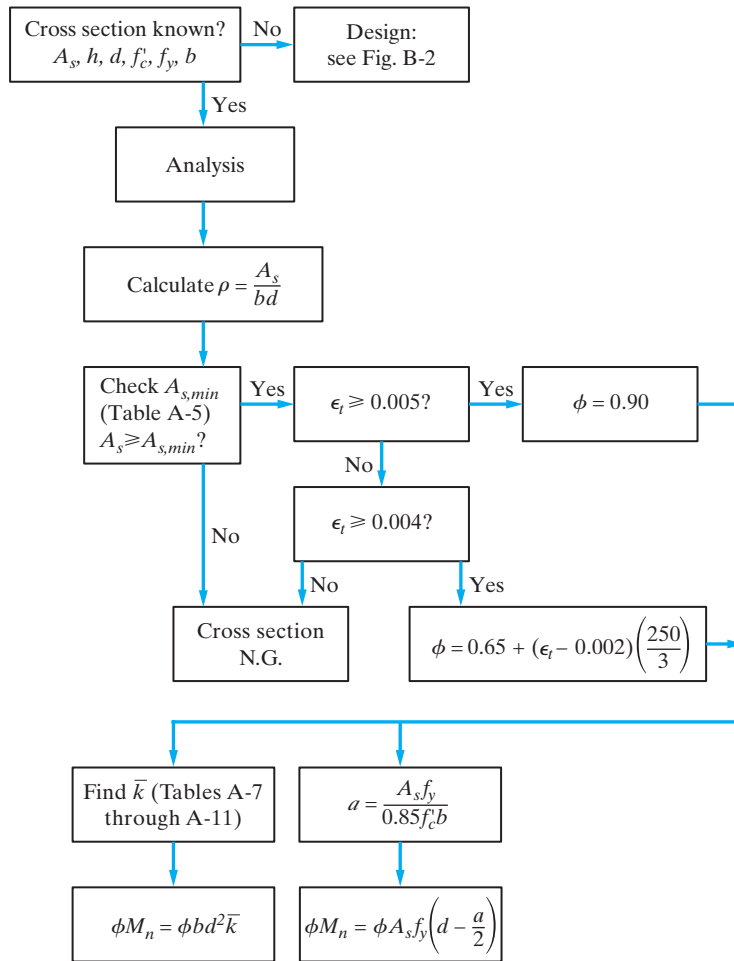 Cross section known?
A_s, h, d, f'_c, f_y, b
No
Design:
see Fig. B-2
Yes
Analysis
Calculate ρ = A_s/bd
Check A_{s,min}
(Table A-5)
A_s ⩾ A_{s,min}?
Yes
ϵ_t ⩾ 0.005?
Yes
ϕ = 0.90
No
ϵ_t ⩾ 0.004?
No
No
Yes
Cross section
N.G.
ϕ = 0.65 + (ϵ_t − 0.002)(250/3)
Find k̅ (Tables A-7
through A-11)
a = A_s f_y/0.85f'_c b
ϕM_n = ϕbd²k̅
ϕM_n = ϕA_s f_y(d − a/2)